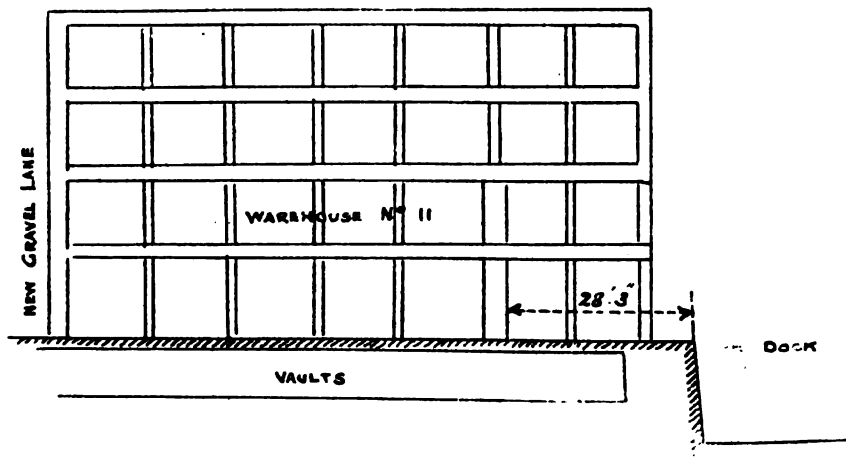 NEW GRAVEL LANE
WAREHOUSE Nº 11
28'.3"
DOCK
VAULTS